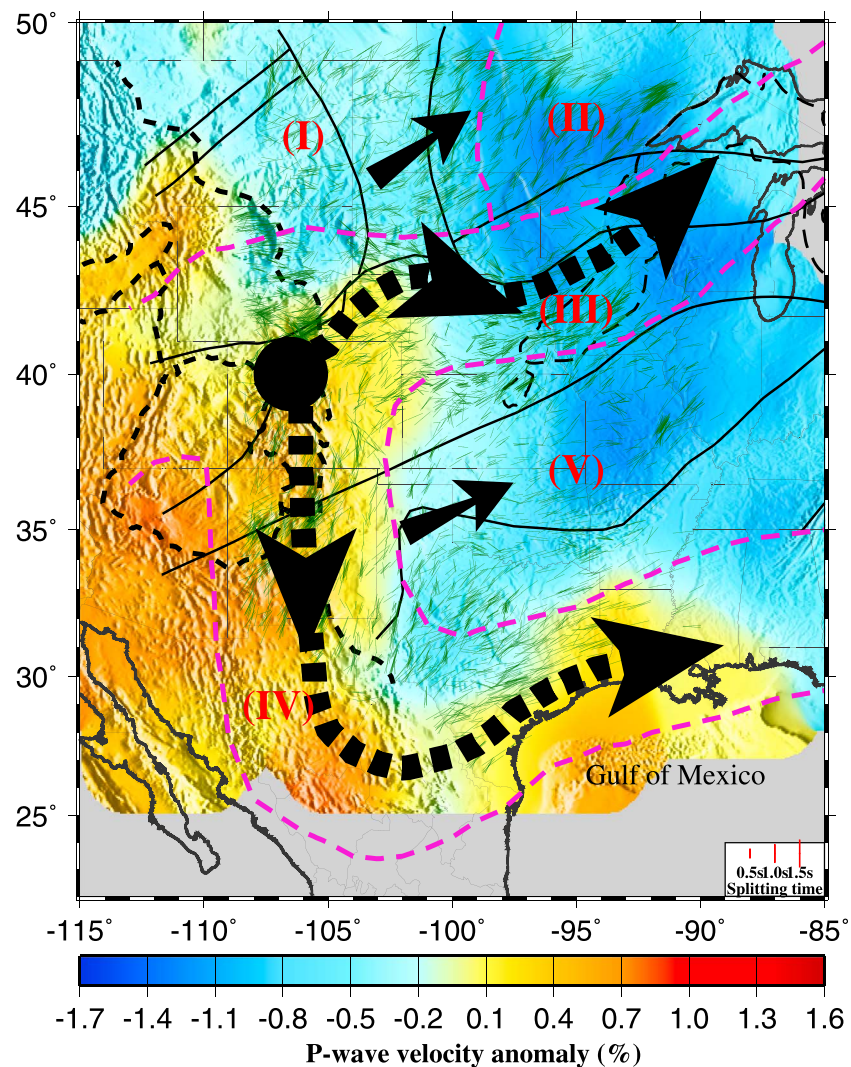 50°
(I)
(II)
45°
(III)
40°
(V)
35°
30°
(IV)
Gulf of Mexico
25°
0.5s1.0s1.5s
Splitting time
-115° -110° -105° -100° -95° -90° -85°
-1.7 -1.4 -1.1 -0.8 -0.5 -0.2 0.1 0.4 0.7 1.0 1.3 1.6
P-wave velocity anomaly (%)